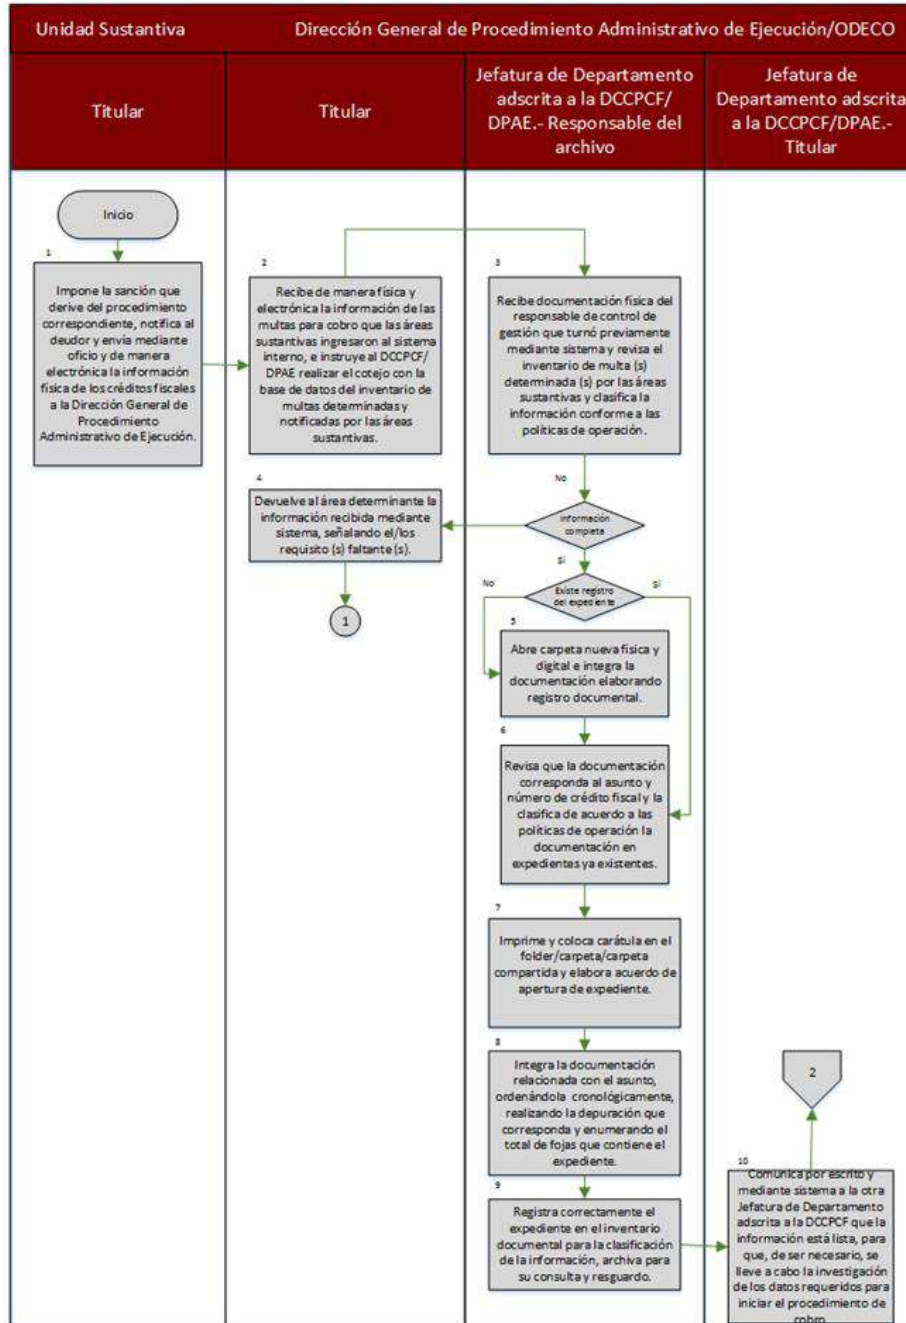 Unidad Sustantiva
Dirección General de Procedimiento Administrativo de Ejecución/ODECO
Titular
Titular
Jefatura de Departamento
adscrita a la DCCPCF/
DPAE.- Responsable del
archivo
Jefatura de
Departamento adscrita
a la DCCPCF/DPAE.-
Titular
Inicio
1
Impone la sanción que
derive del procedimiento
correspondiente, notifica al
deudor y envía mediante
oficio y de manera
electrónica la información
física de los créditos fiscales
a la Dirección General de
Procedimiento
Administrativo de Ejecución.
2
Recibe de manera física y
electrónica la información de las
multas para cobro que las áreas
sustantivas ingresaron al sistema
interno, e instruye al DCCPCF/
DPAE realizar el cotejo con la
base de datos del inventario de
multas determinadas y
notificadas por las áreas
sustantivas.
3
Recibe documentación física del
responsable de control de
gestión que turnó previamente
mediante sistema y revisa el
inventario de multa (s)
determinada (s) por las áreas
sustantivas y clasifica la
información conforme a las
políticas de operación.
No
4
Devuelve al área determinante la
información recibida mediante
sistema, señalando el/los
requisito (s) faltante (s).
Información
completa
Sí
1
No
Existe registro
del expediente
Sí
5
Abre carpeta nueva física y
digital e integra la
documentación elaborando
registro documental.
6
Revisa que la documentación
corresponda al asunto y
número de crédito fiscal y la
clasifica de acuerdo a las
políticas de operación la
documentación en
expedientes ya existentes.
7
Imprime y coloca carátula en el
folder/carpeta/carpeta
compartida y elabora acuerdo de
apertura de expediente.
8
Integra la documentación
relacionada con el asunto,
ordenándola cronológicamente,
realizando la depuración que
corresponda y enumerando el
total de fojas que contiene el
expediente.
9
Registra correctamente el
expediente en el inventario
documental para la clasificación
de la información, archiva para
su consulta y resguardo.
2
10
Comunica por escrito y
mediante sistema a la otra
Jefatura de Departamento
adscrita a la DCCPCF que la
información está lista, para
que, de ser necesario, se
lleve a cabo la investigación
de los datos requeridos para
iniciar el procedimiento de
cobro.